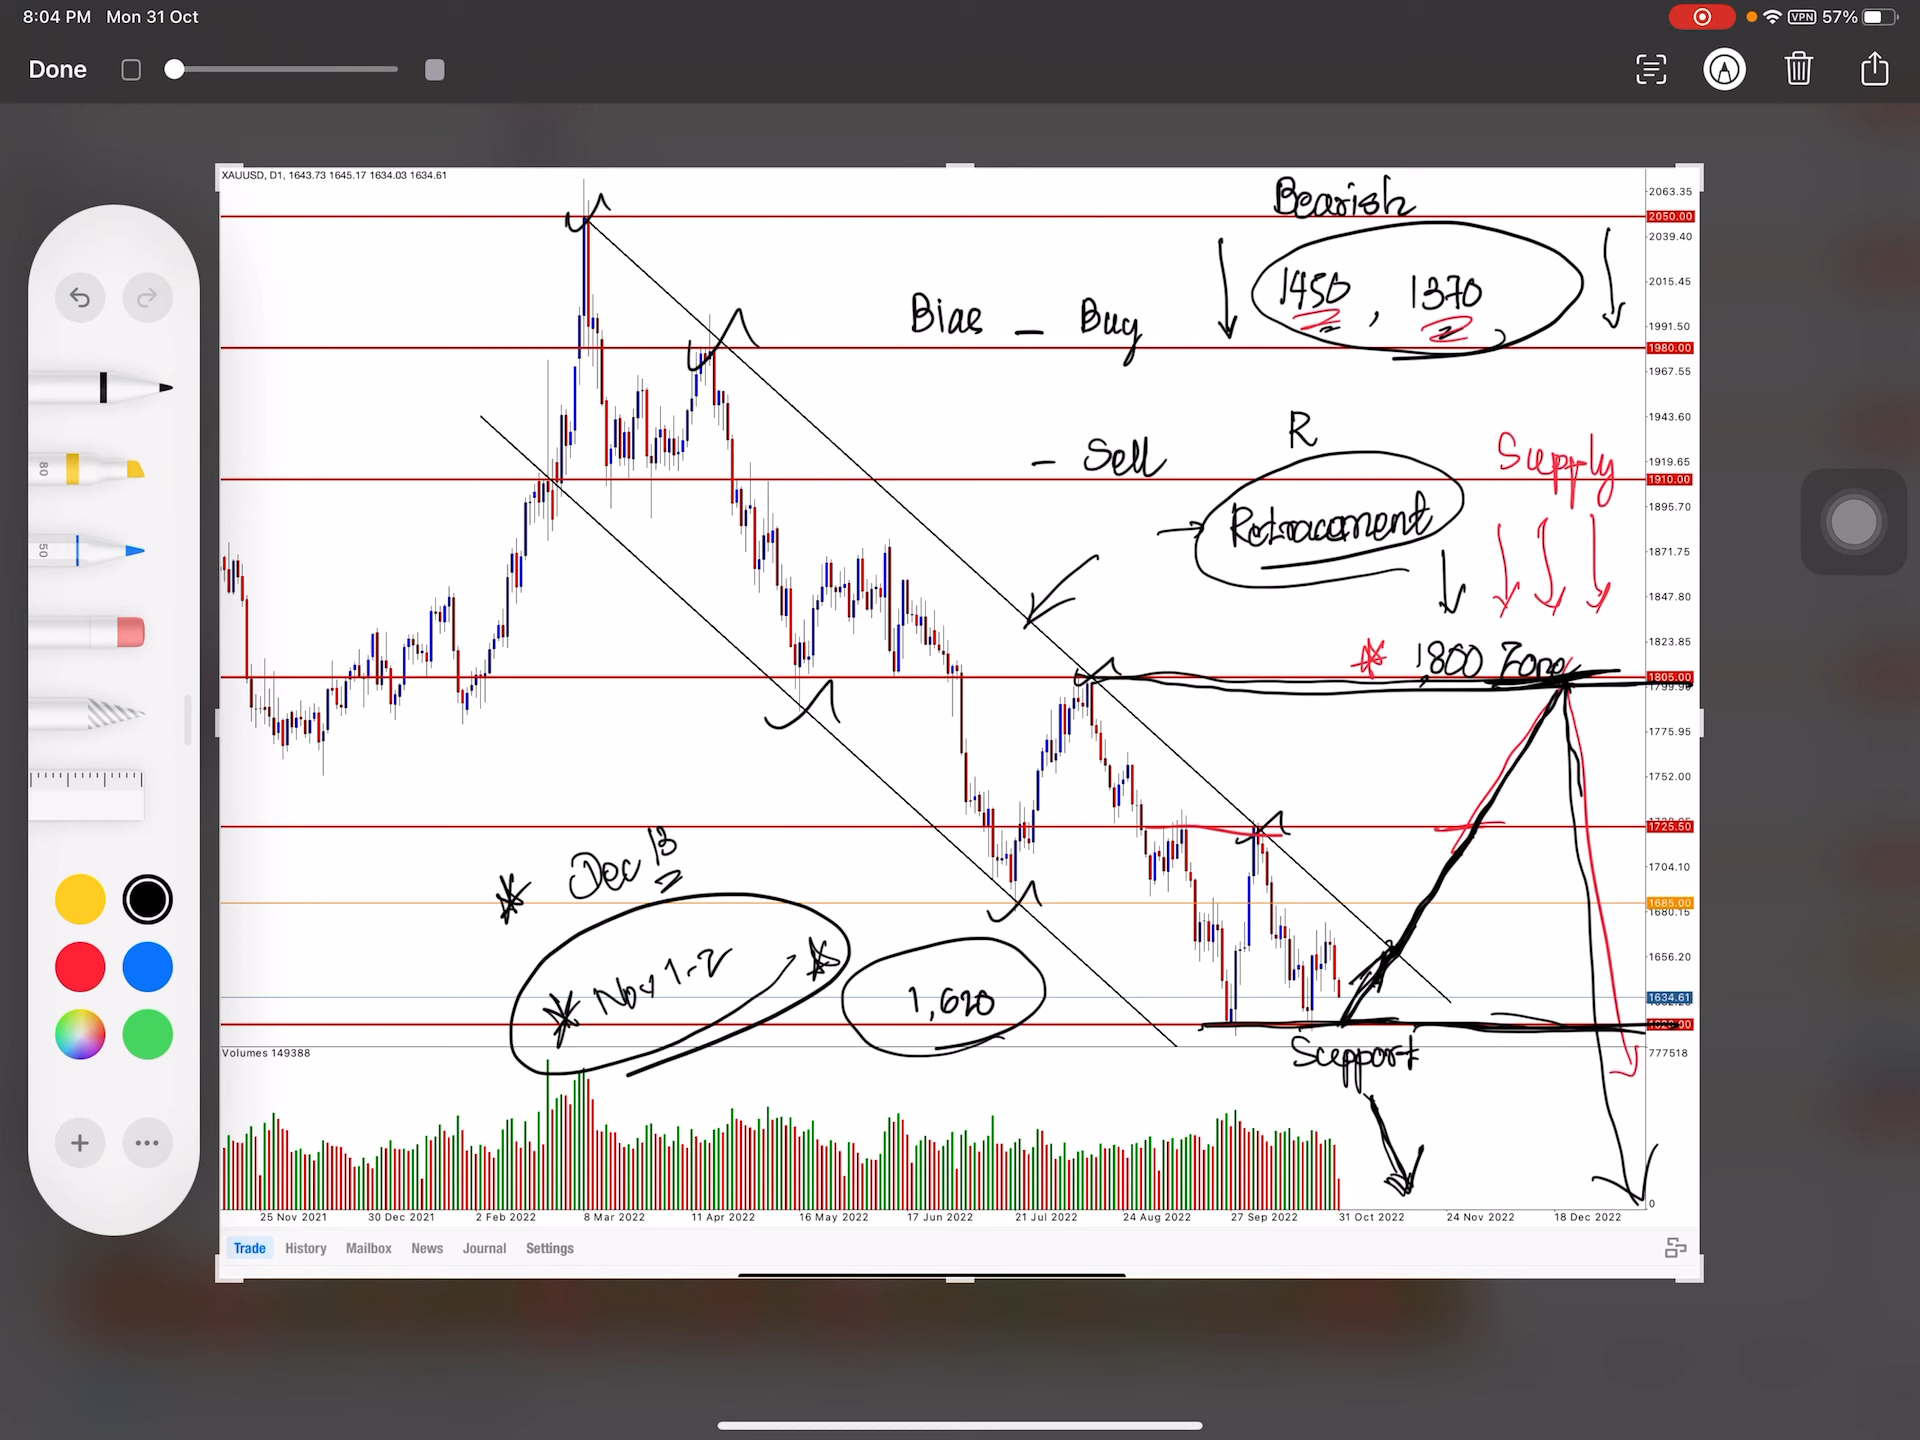 8:04 PM Mon 31 Oct
VPN 57%
Done
XAUUSD, D1, 1643.73 1645.17 1634.03 1634.61
Bearish
1450, 1370
Bias - Buy
- Sell
R
Retracement
Supply
1,800 Zone
Dec 13
Nov 1-2
1,620
Support
2063.35
2050.00
2039.40
2015.45
1991.50
1980.00
1967.55
1943.60
1919.65
1910.00
1895.70
1871.75
1847.80
1823.85
1805.00
1775.95
1752.00
1725.50
1704.10
1685.00
1680.15
1656.20
1634.61
Volumes 149388
777518
0
25 Nov 2021 30 Dec 2021 2 Feb 2022 8 Mar 2022 11 Apr 2022 16 May 2022 17 Jun 2022 21 Jul 2022 24 Aug 2022 27 Sep 2022 31 Oct 2022 24 Nov 2022 18 Dec 2022
Trade History Mailbox News Journal Settings
80
50